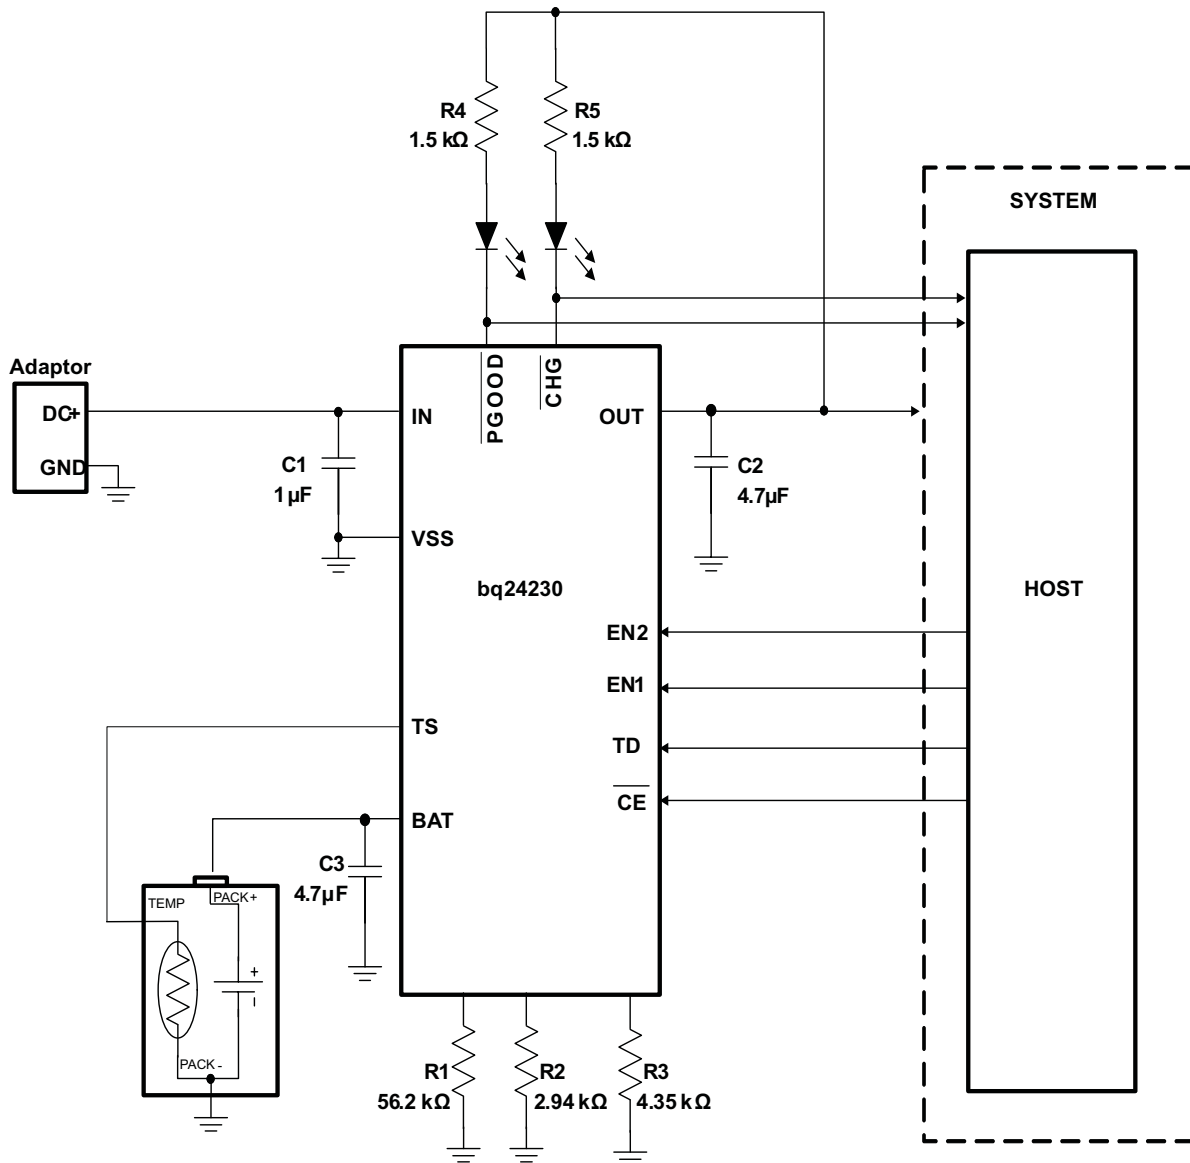 R4
1.5 kΩ
R5
1.5 kΩ
SYSTEM
Adaptor
DC+
GND
C1
1 µF
IN
PGOOD
CHG
OUT
C2
4.7µF
VSS
bq24230
HOST
EN2
EN1
TS
TD
CE
BAT
C3
4.7µF
TEMP
PACK+
+
–
PACK-
R1
56.2 kΩ
R2
2.94 kΩ
R3
4.35 kΩ